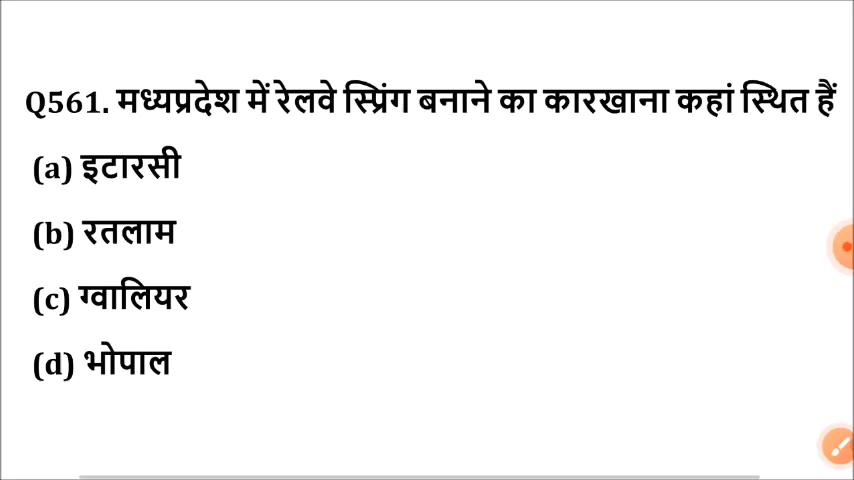 Q561. मध्यप्रदेश में रेलवे स्प्रिंग बनाने का कारखाना कहां स्थित हैं
(a) इटारसी
(b) रतलाम
(c) ग्वालियर
(d) भोपाल